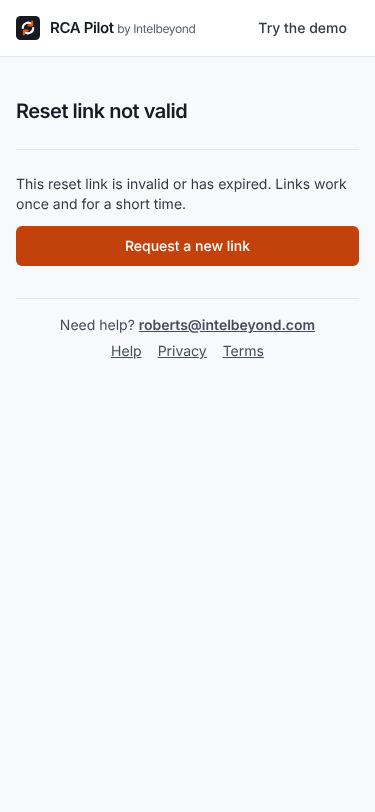 RCA Pilot by Intelbeyond
Try the demo
Reset link not valid
This reset link is invalid or has expired. Links work
once and for a short time.
Request a new link
Need help? roberts@intelbeyond.com
Help Privacy Terms